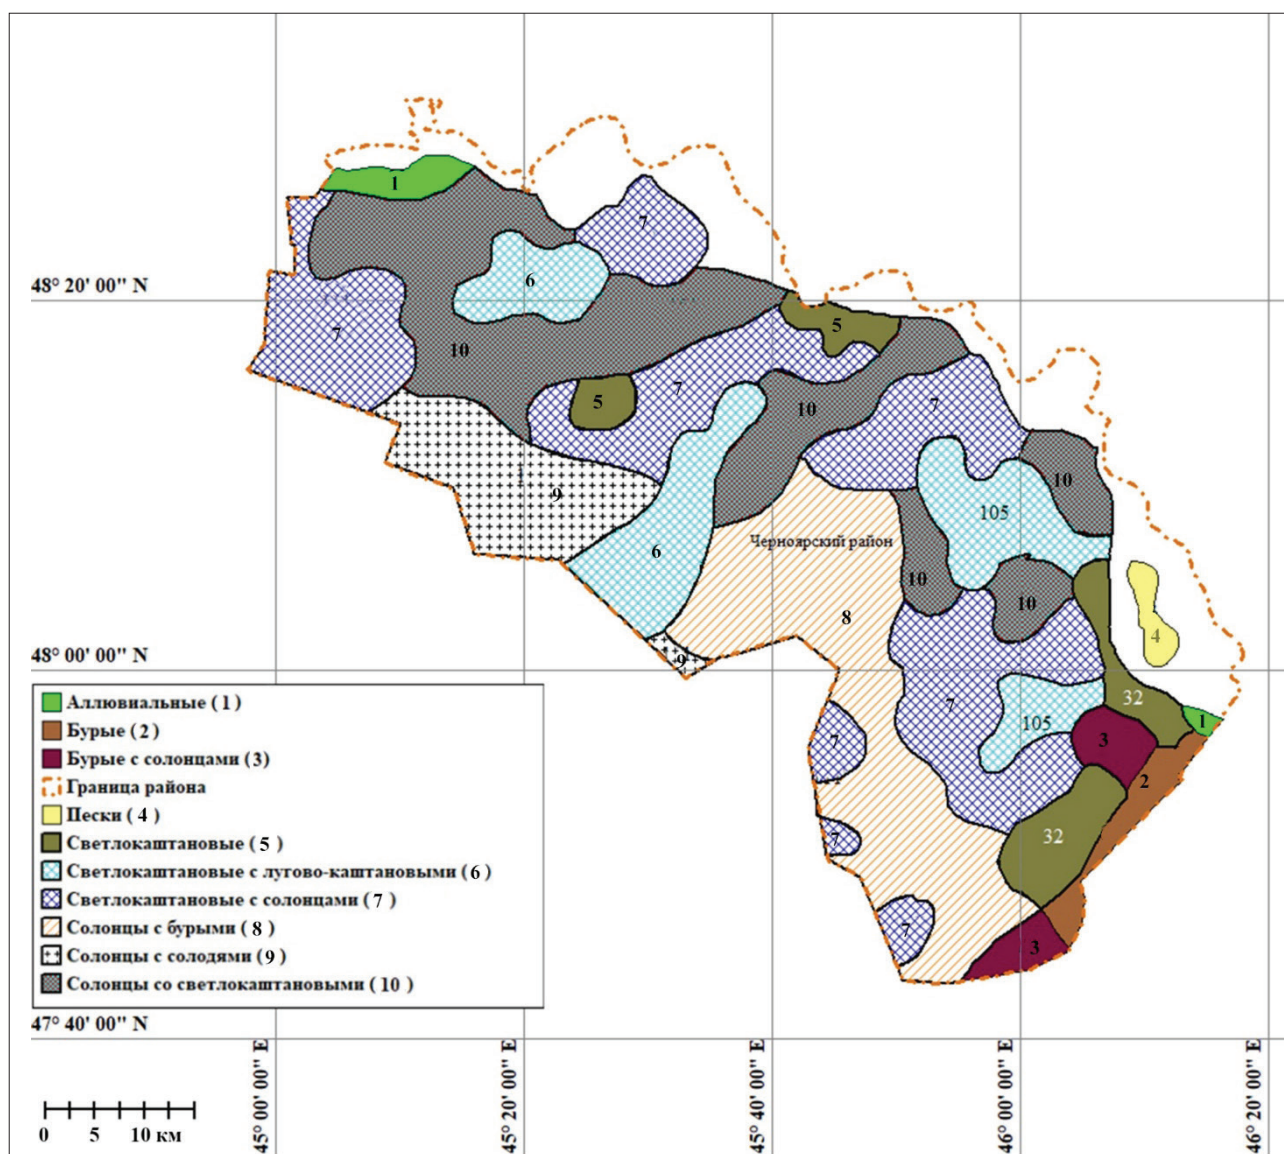 1
7
48° 20' 00" N
6
7
5
10
7
5
10
7
10
9
105
6
Черноярский район
10
10
8
4
48° 00' 00" N
9
32
7
105
1
7
3
2
7
32
7
3
Аллювиальные (1)
Бурые (2)
Бурые с солонцами (3)
Граница района
Пески (4)
Светлокаштановые (5)
Светлокаштановые с лугово-каштановыми (6)
Светлокаштановые с солонцами (7)
Солонцы с бурыми (8)
Солонцы с солодями (9)
Солонцы со светлокаштановыми (10)
47° 40' 00" N
45° 00' 00" E
45° 20' 00" E
45° 40' 00" E
46° 00' 00" E
46° 20' 00" E
0 5 10 км